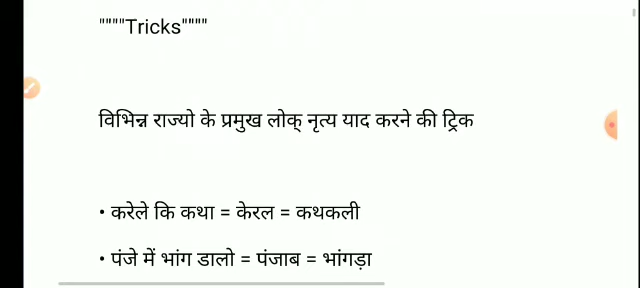 """"Tricks""""
विभिन्न राज्यो के प्रमुख लोक् नृत्य याद करने की ट्रिक
• करेले कि कथा = केरल = कथकली
• पंजे में भांग डालो = पंजाब = भांगड़ा